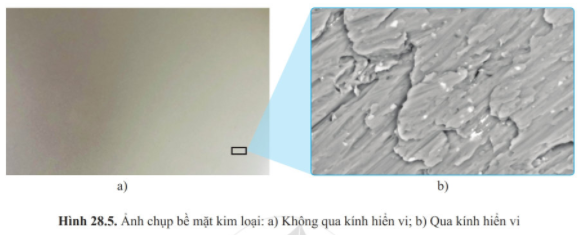 a)
b)
Hình 28.5. Ảnh chụp bề mặt kim loại: a) Không qua kính hiển vi; b) Qua kính hiển vi